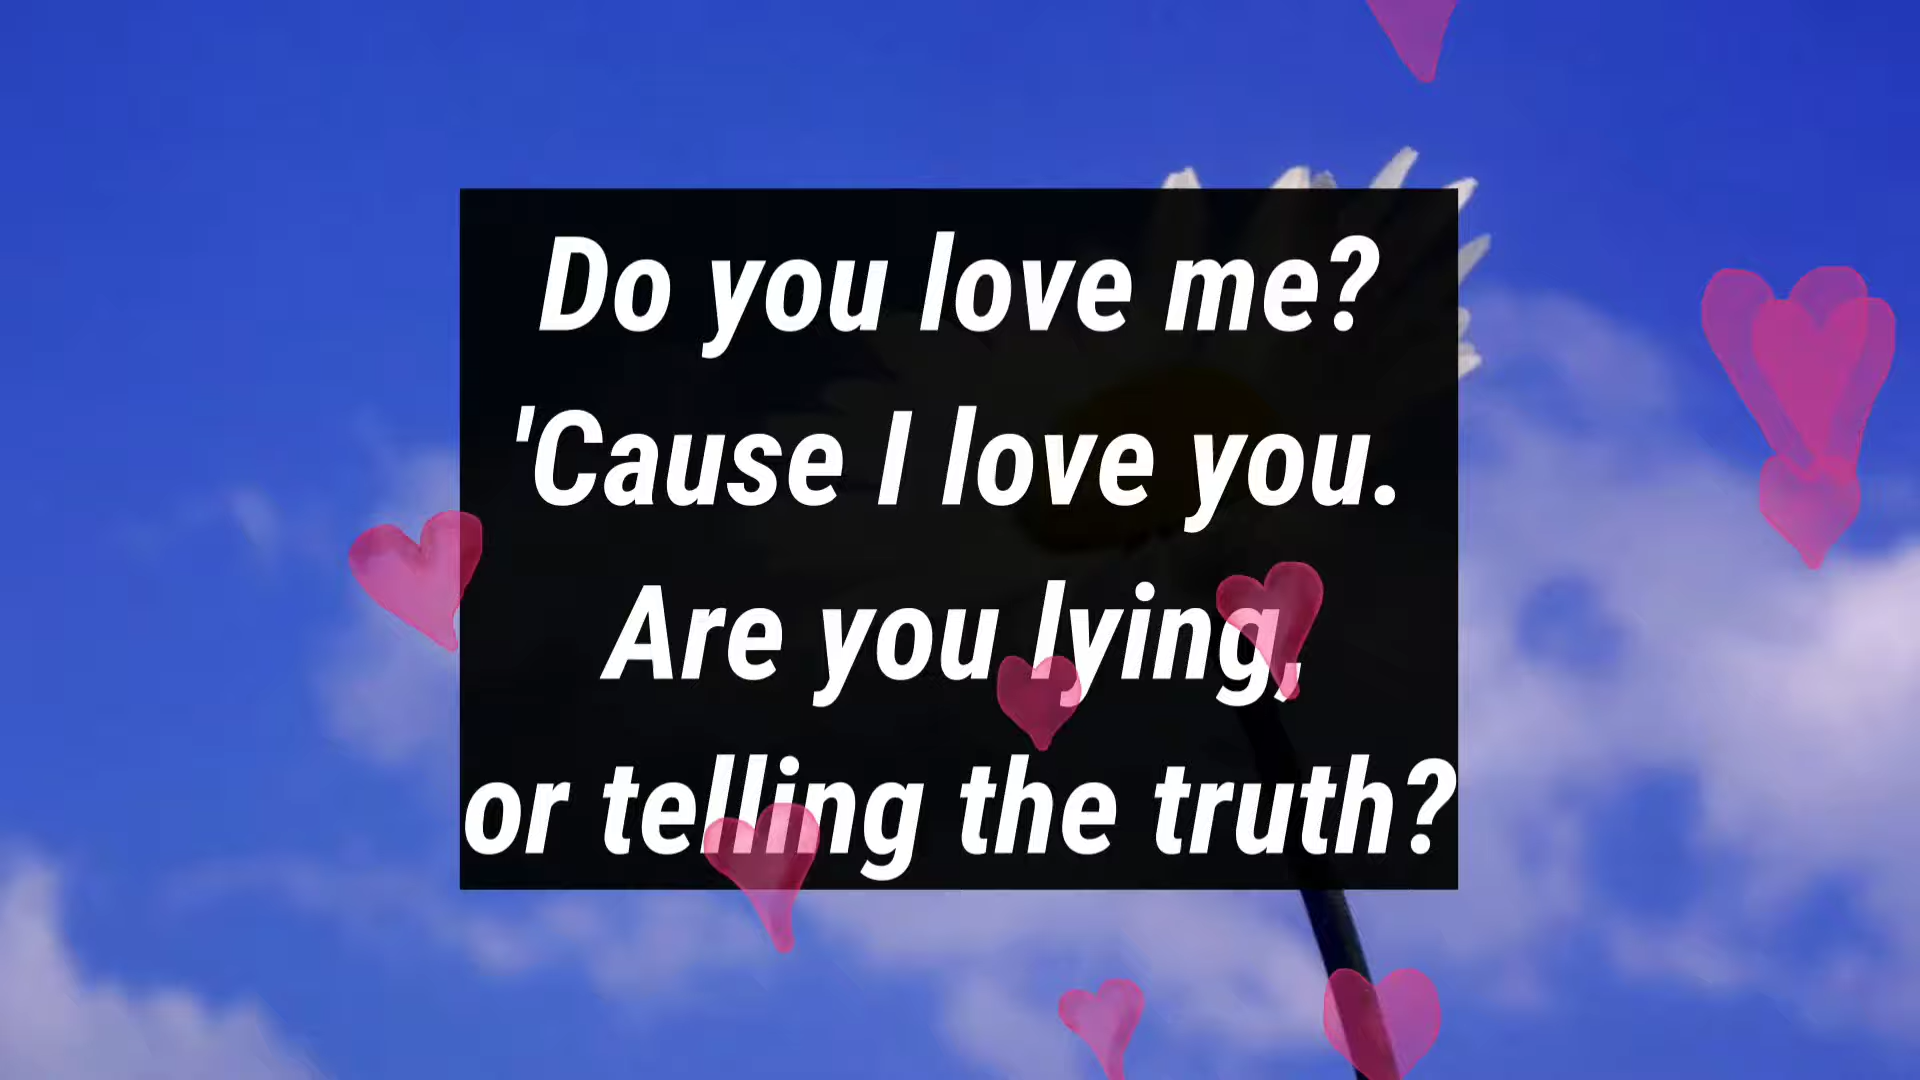 Do you love me?
'Cause I love you.
Are you lying,
or telling the truth?